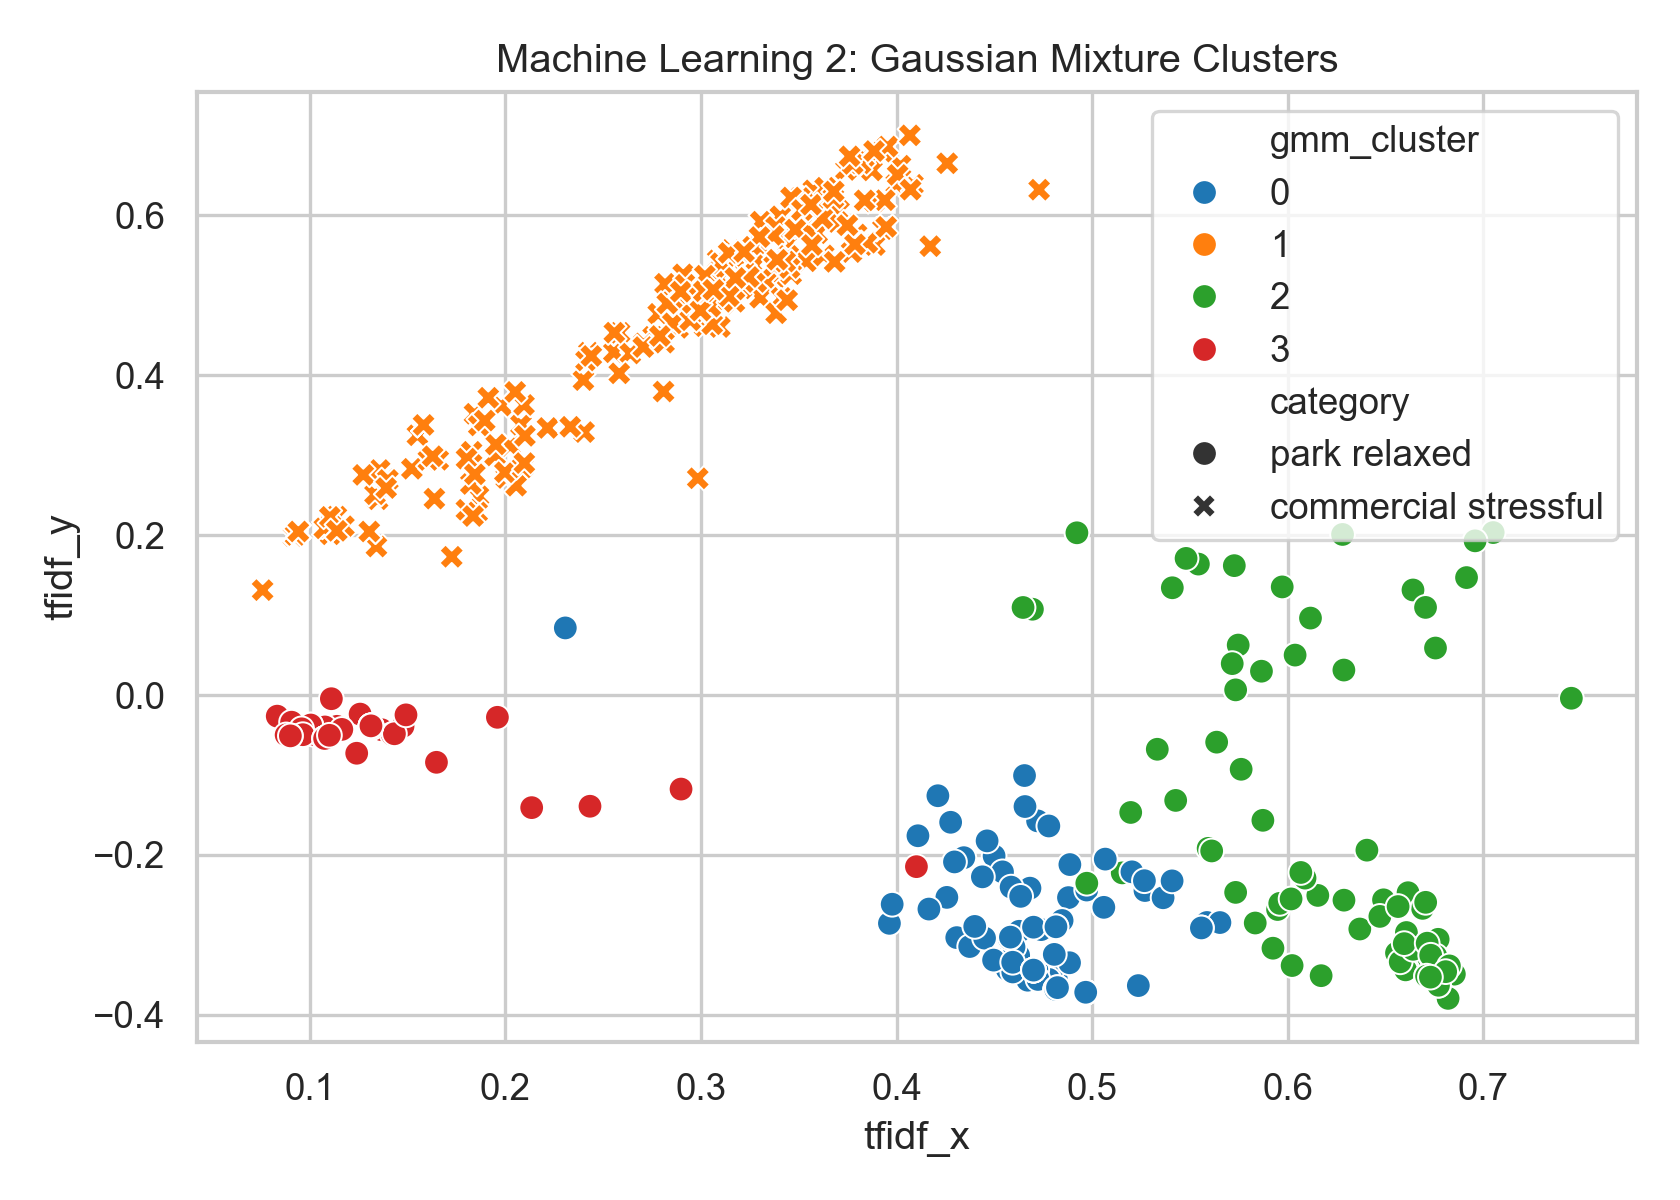 Machine Learning 2: Gaussian Mixture Clusters
gmm_cluster
0
1
2
3
category
park relaxed
commercial stressful
tfidf_y
0.6
0.4
0.2
0.0
−0.2
−0.4
0.1 0.2 0.3 0.4 0.5 0.6 0.7
tfidf_x